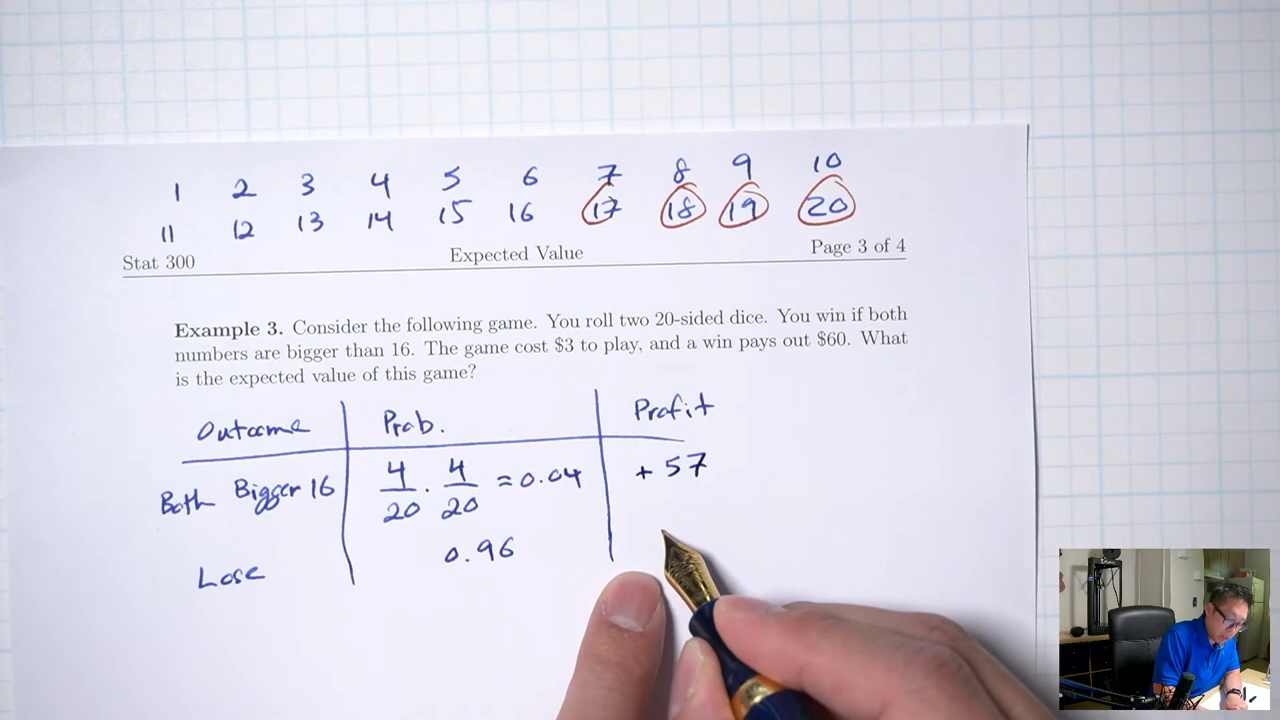 1 2 3 4 5 6 7 8 9 10
11 12 13 14 15 16 17 18 19 20
Stat 300 Expected Value Page 3 of 4
Example 3. Consider the following game. You roll two 20-sided dice. You win if both
numbers are bigger than 16. The game cost $3 to play, and a win pays out $60. What
is the expected value of this game?
Outcome Prob. Profit
Both Bigger 16 4/20 · 4/20 = 0.04 + 57
Lose 0.96